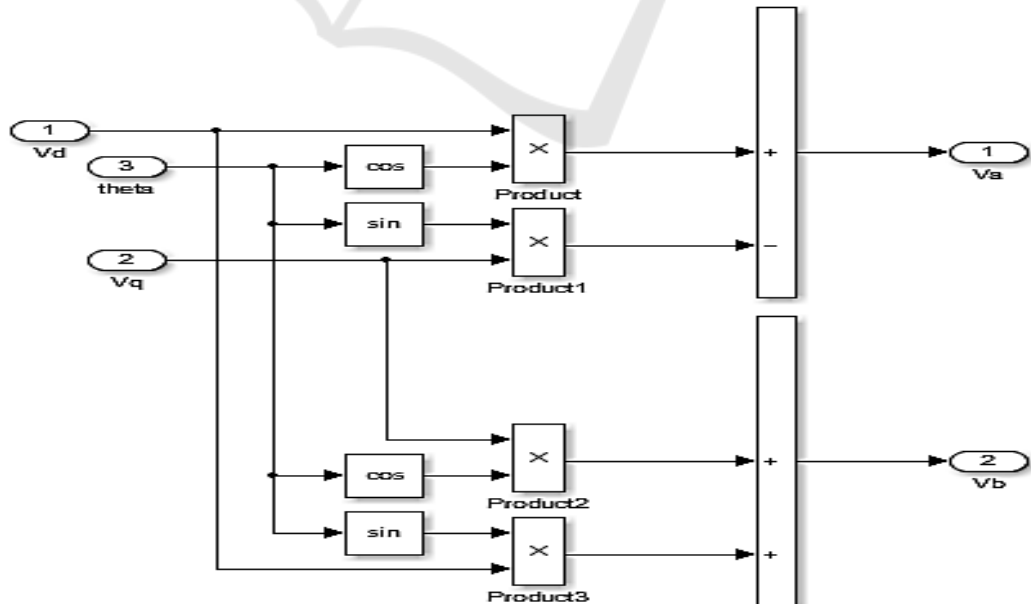 1
Vd
3
theta
2
Vq
cos
sin
×
Product
×
Product1
cos
sin
×
Product2
×
Product3
+
−
+
+
1
Va
2
Vb